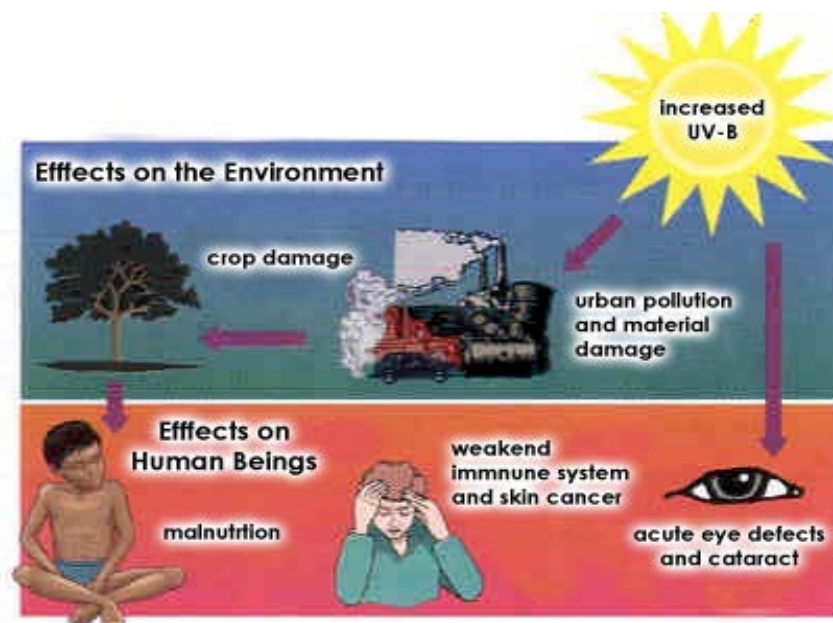 increased
UV-B
Efffects on the Environment
crop damage
urban pollution
and material
damage
Efffects on
Human Beings
malnutrtion
weakend
immnune system
and skin cancer
acute eye defects
and cataract